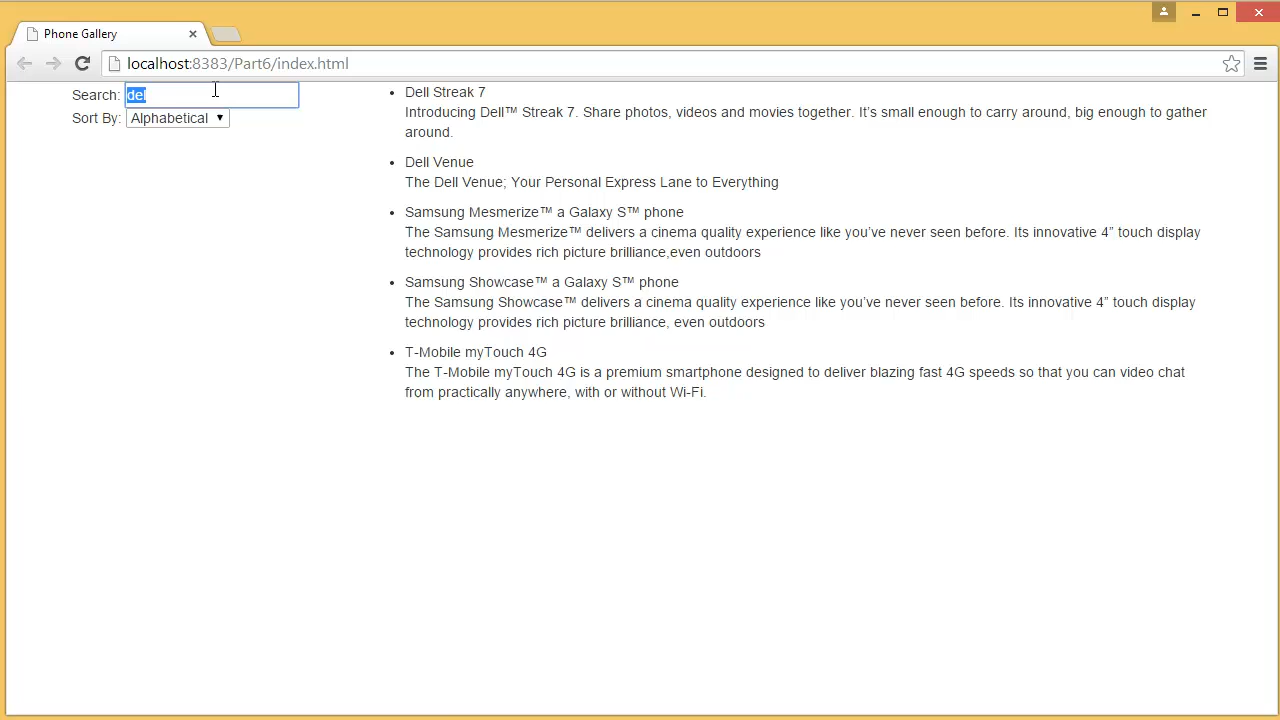 Phone Gallery
localhost:8383/Part6/index.html
Search: del
Sort By: Alphabetical
Dell Streak 7
Introducing Dell™ Streak 7. Share photos, videos and movies together. It’s small enough to carry around, big enough to gather
around.
Dell Venue
The Dell Venue; Your Personal Express Lane to Everything
Samsung Mesmerize™ a Galaxy S™ phone
The Samsung Mesmerize™ delivers a cinema quality experience like you’ve never seen before. Its innovative 4” touch display
technology provides rich picture brilliance,even outdoors
Samsung Showcase™ a Galaxy S™ phone
The Samsung Showcase™ delivers a cinema quality experience like you’ve never seen before. Its innovative 4” touch display
technology provides rich picture brilliance, even outdoors
T-Mobile myTouch 4G
The T-Mobile myTouch 4G is a premium smartphone designed to deliver blazing fast 4G speeds so that you can video chat
from practically anywhere, with or without Wi-Fi.